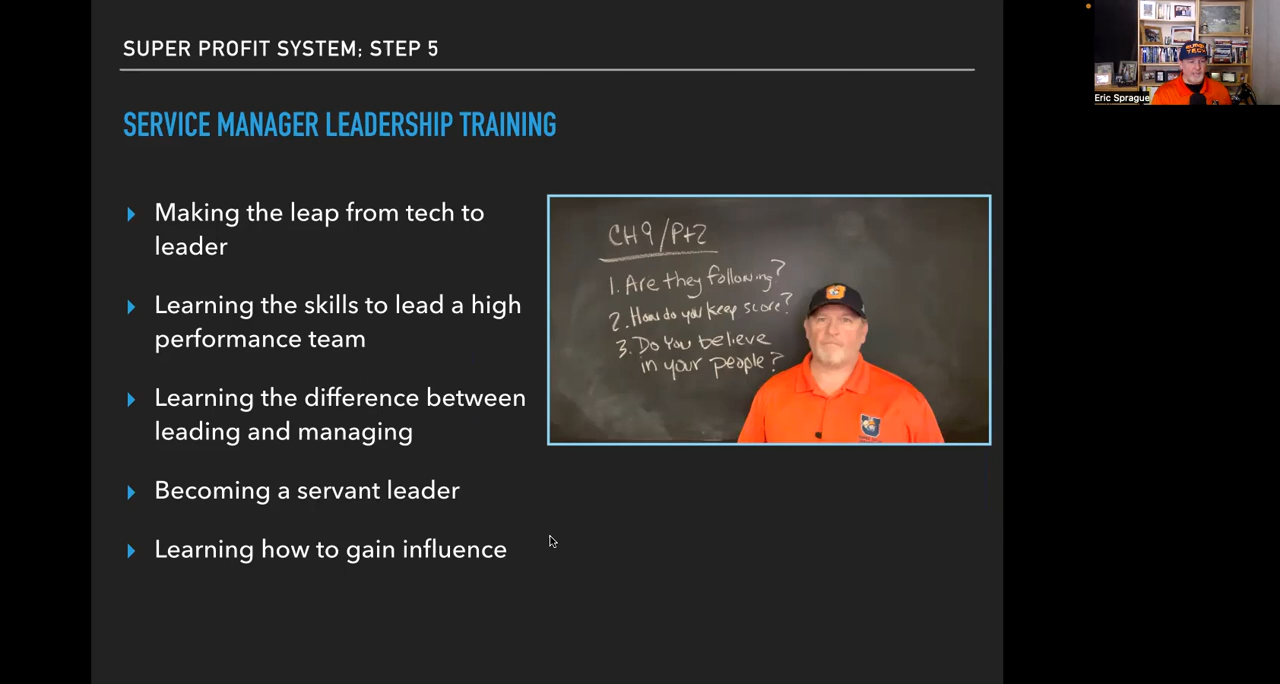 SUPER PROFIT SYSTEM; STEP 5
SERVICE MANAGER LEADERSHIP TRAINING
Making the leap from tech to
leader
Learning the skills to lead a high
performance team
Learning the difference between
leading and managing
Becoming a servant leader
Learning how to gain influence
CH9/Pt2
1. Are they following?
2. How do you keep score?
3. Do You believe
in your people?
Eric Sprague